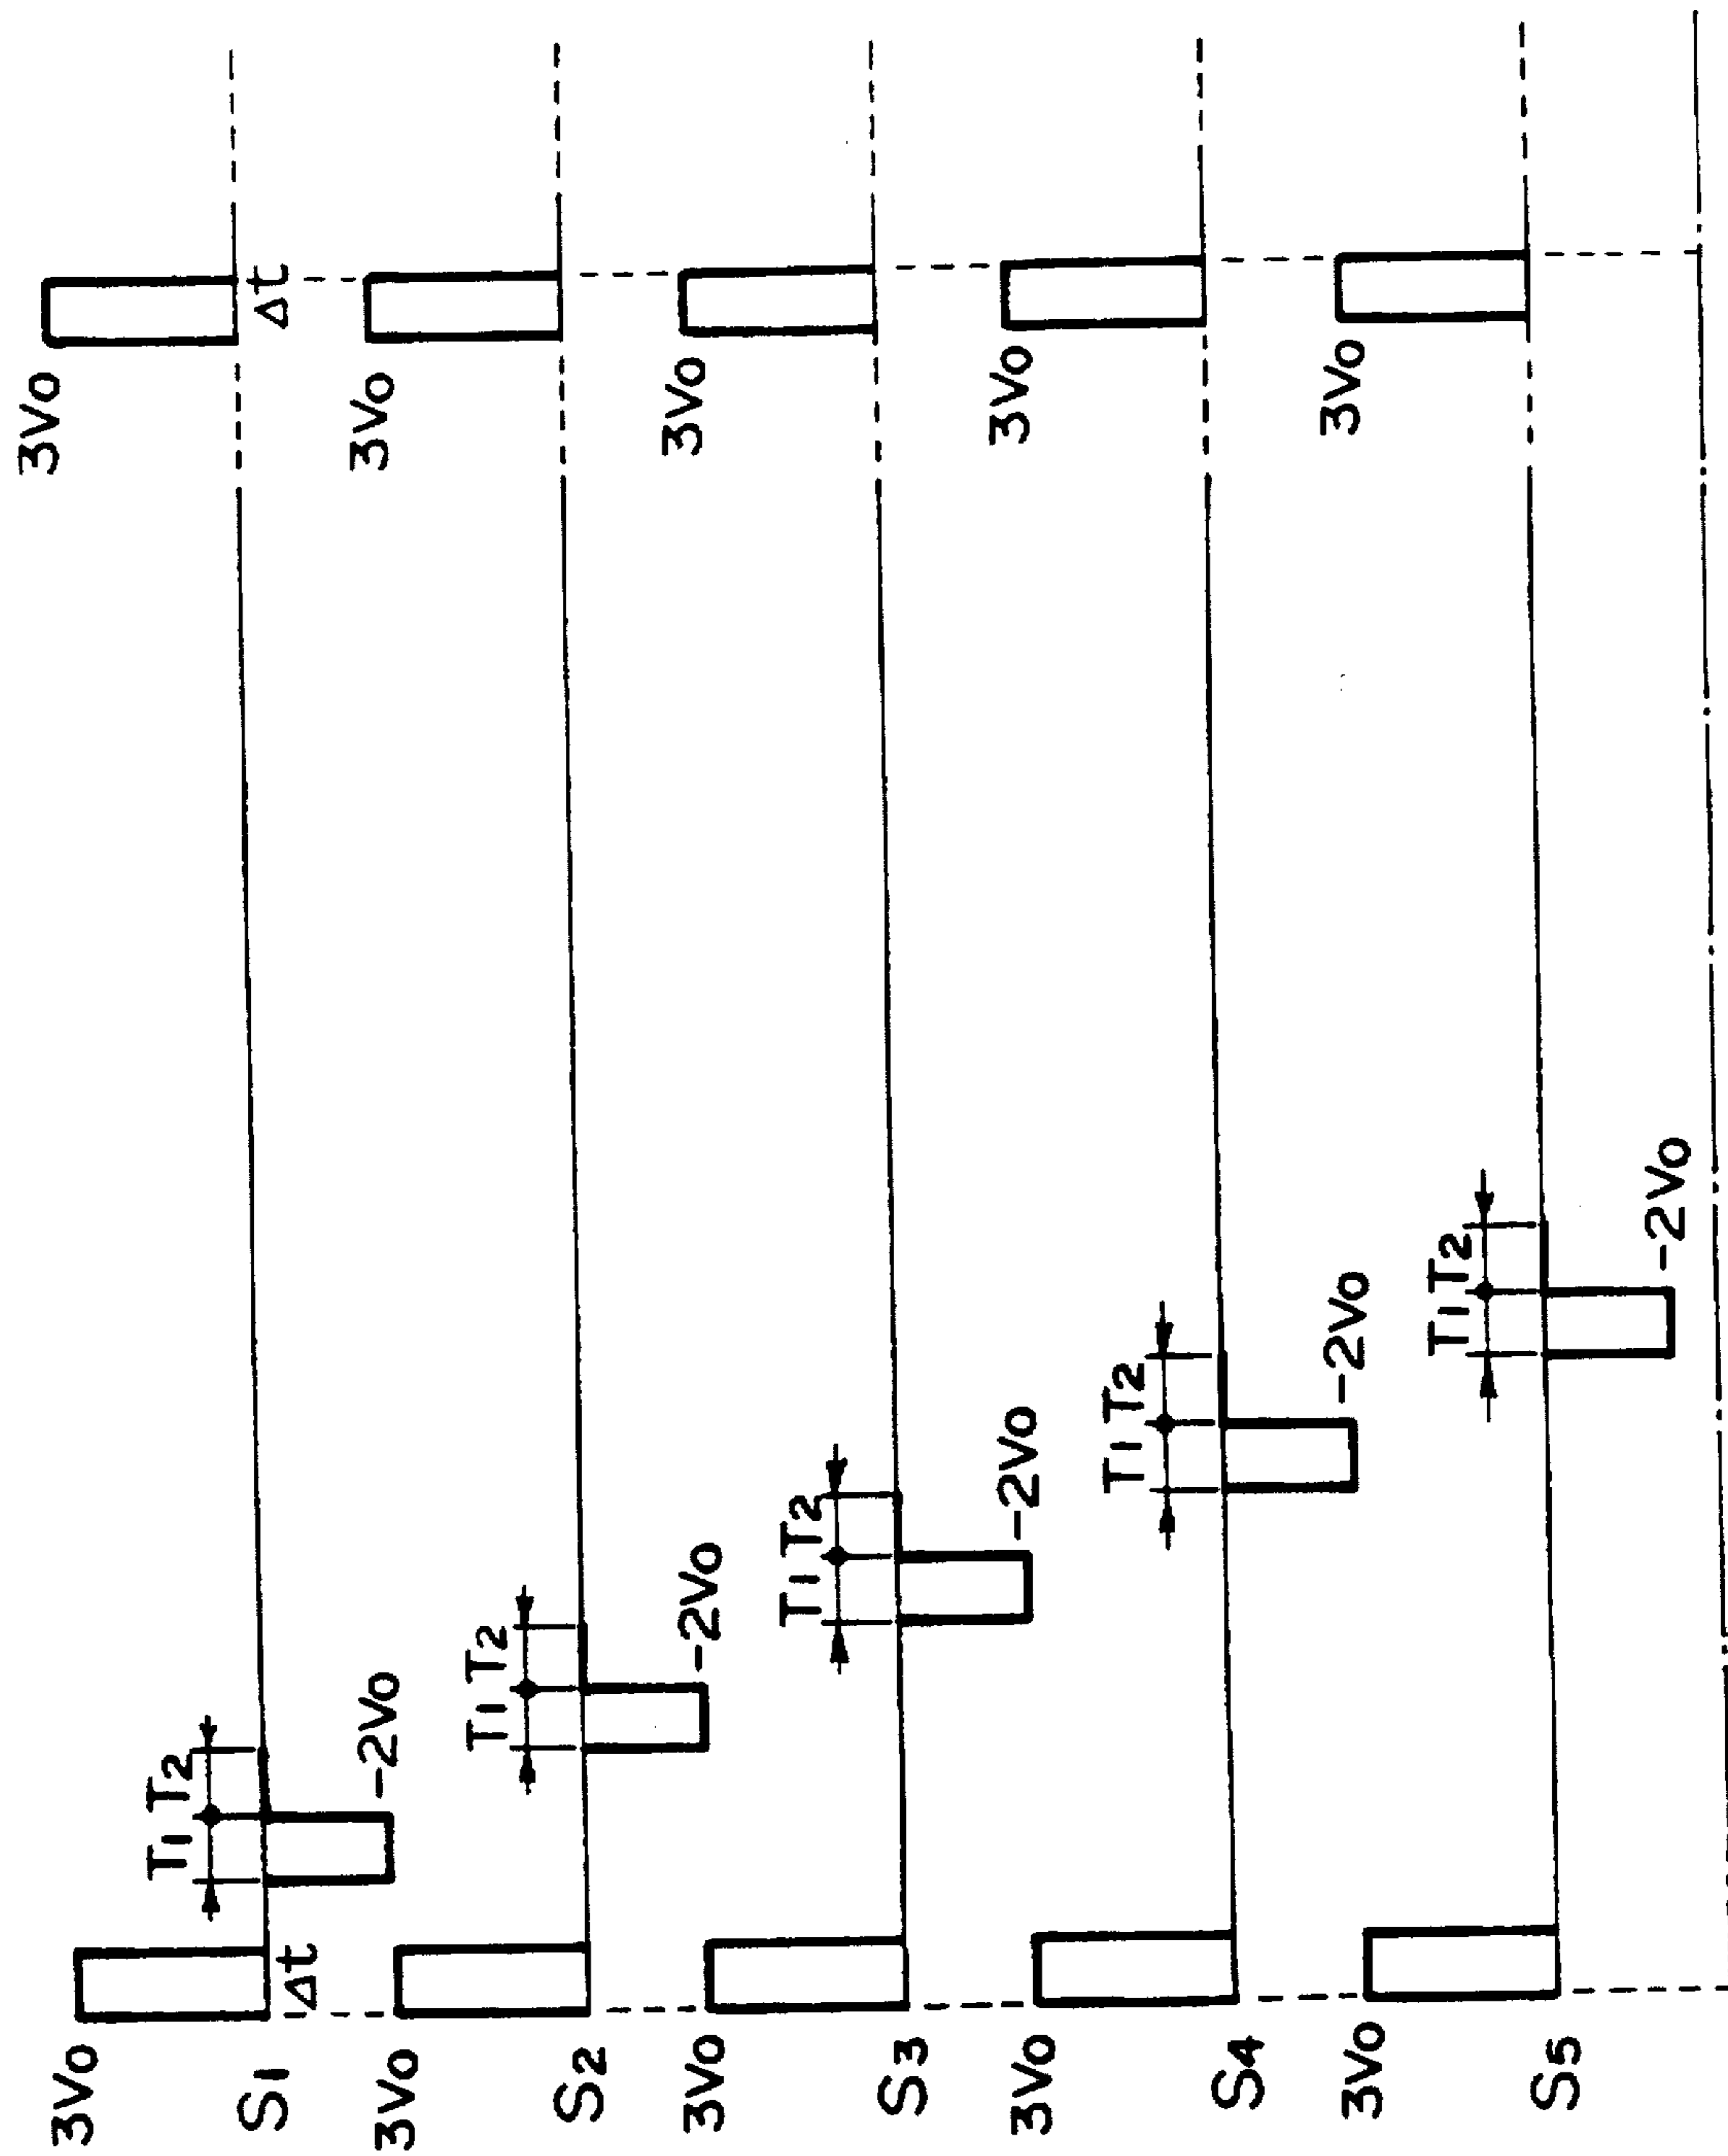 3Vo 3Vo
T1 T2
S1 Δt -2Vo Δt
3Vo 3Vo
T1 T2
S2 -2Vo
3Vo 3Vo
T1 T2
S3 -2Vo
3Vo 3Vo
T1 T2
S4 -2Vo
3Vo 3Vo
T1 T2
S5 -2Vo